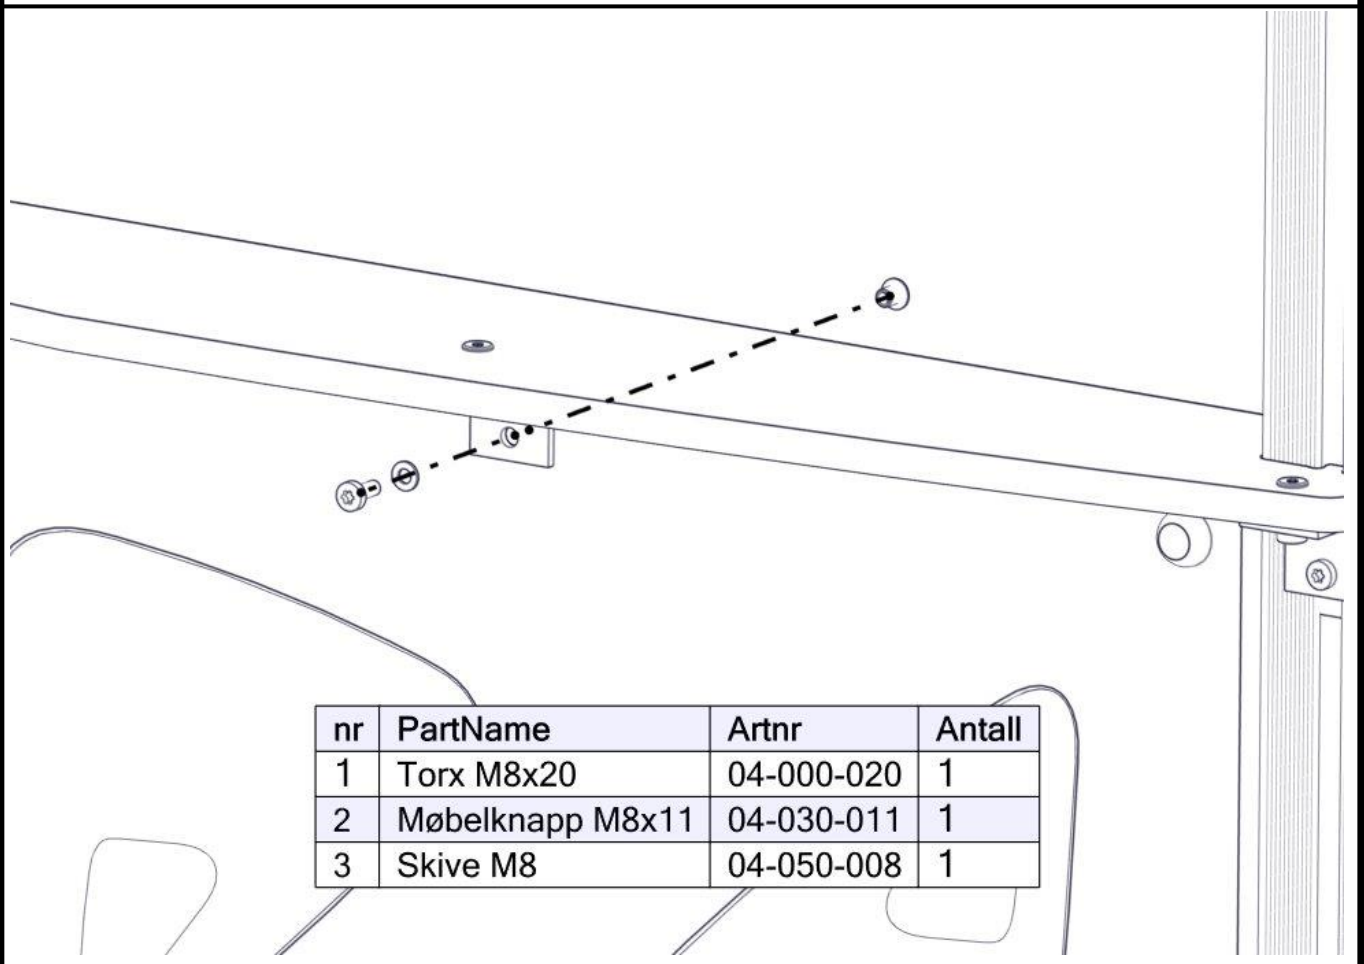 nr PartName Artnr Antall
1 Torx M8x20 04-000-020 1
2 Møbelknapp M8x11 04-030-011 1
3 Skive M8 04-050-008 1